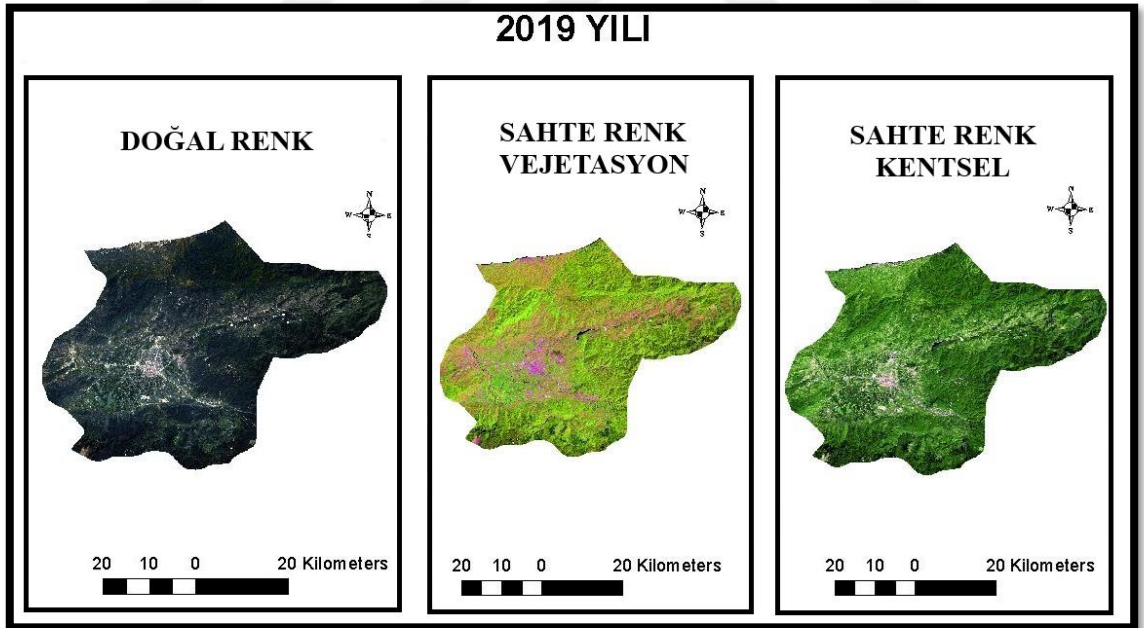 2019 YILI
DOĞAL RENK
N
W E
S
20 10 0 20 Kilometers
SAHTE RENK
VEJETASYON
N
W E
S
20 10 0 20 Kilometers
SAHTE RENK
KENTSEL
N
W E
S
20 10 0 20 Kilometers